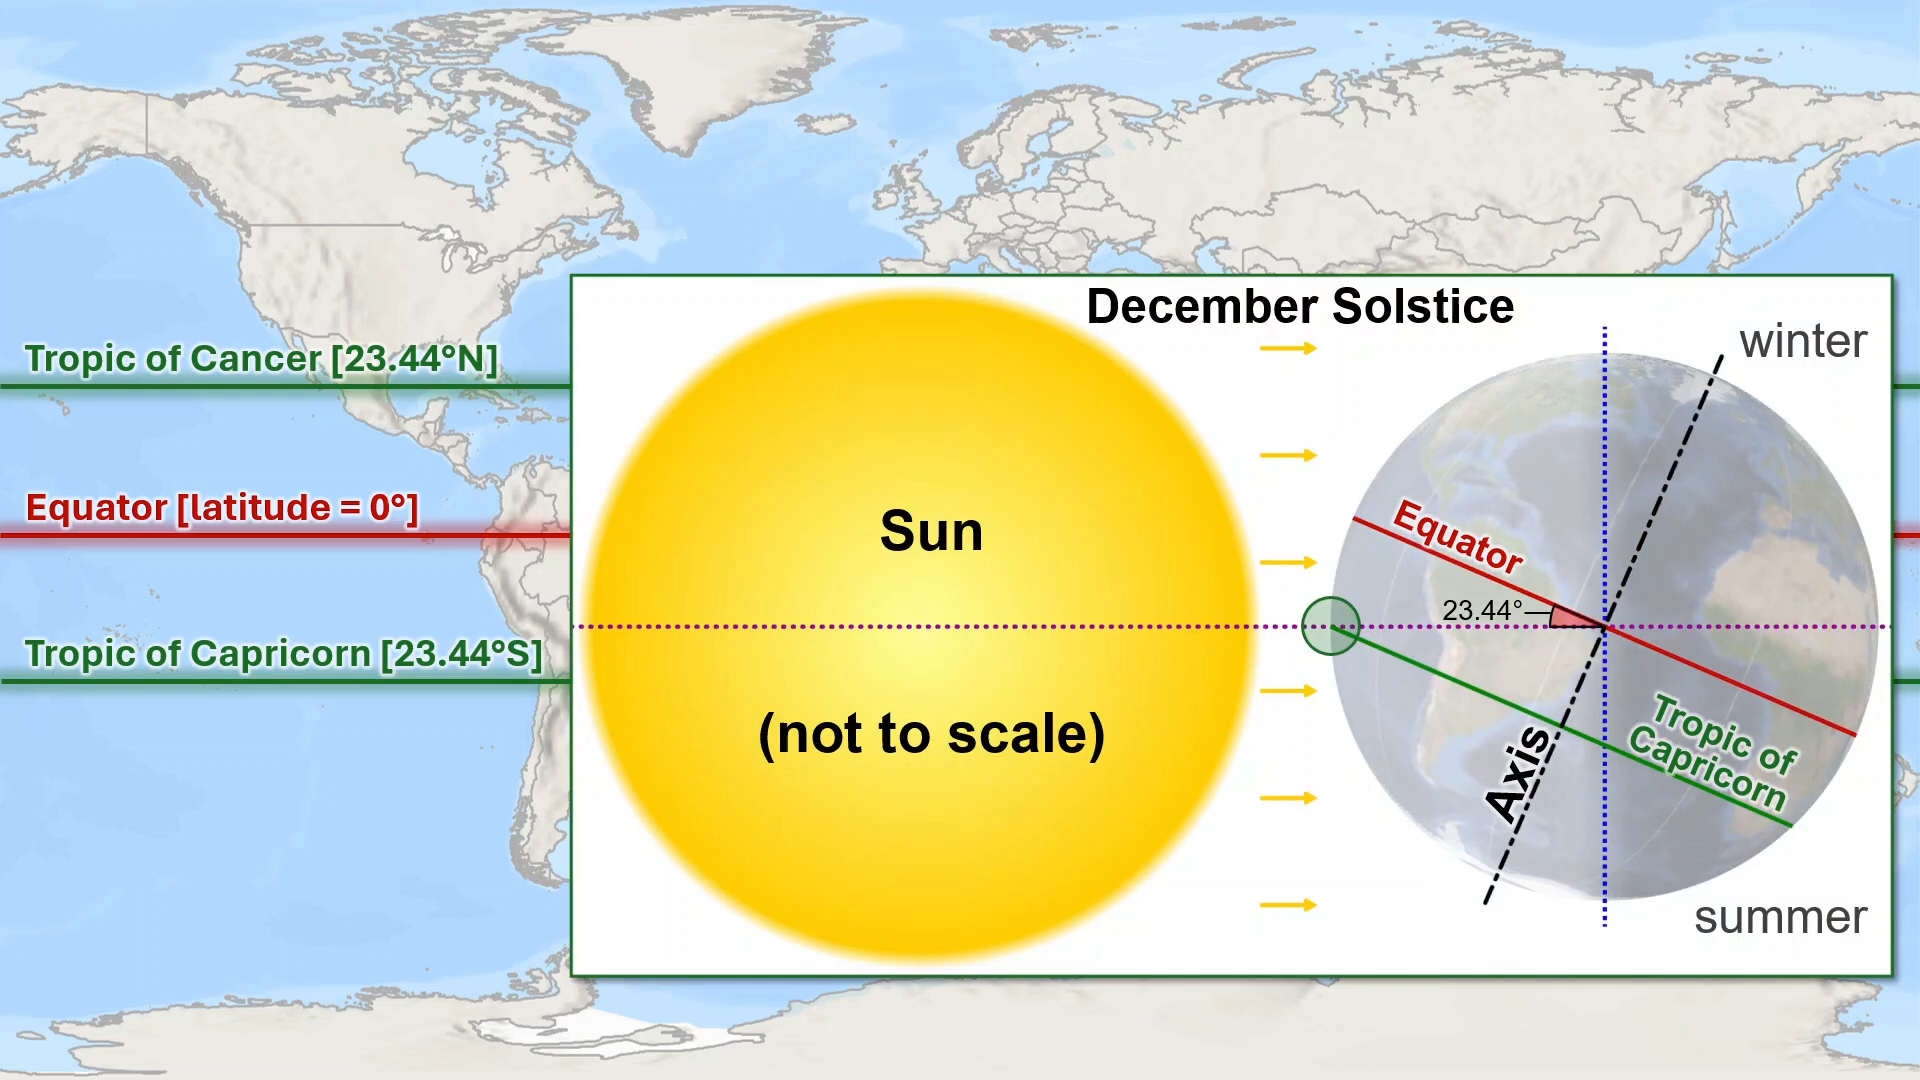 December Solstice
winter
Tropic of Cancer [23.44°N]
Equator [latitude = 0°]
Sun
Equator
23.44°
Tropic of Capricorn [23.44°S]
(not to scale)
Axis
Tropic of
Capricorn
summer